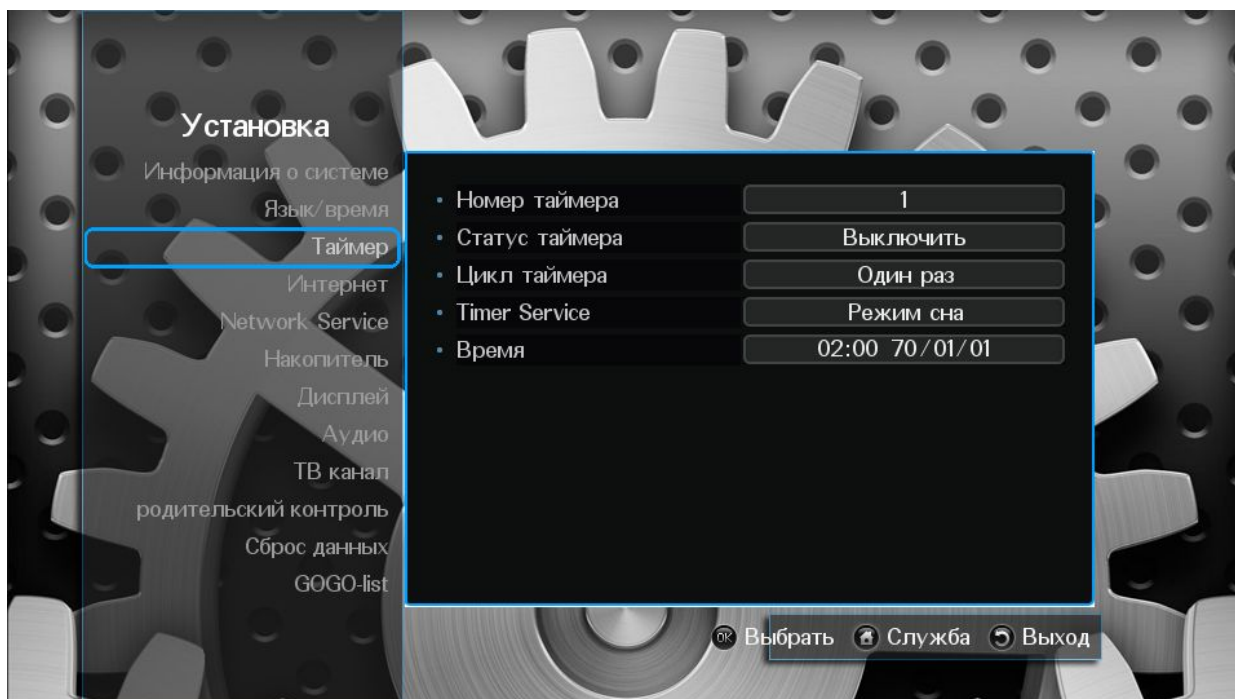 Установка
Информация о системе
Язык/время
Таймер
Интернет
Network Service
Накопитель
Дисплей
Аудио
ТВ канал
родительский контроль
Сброс данных
GOGO-list
Номер таймера 1
Статус таймера Выключить
Цикл таймера Один раз
Timer Service Режим сна
Время 02:00 70/01/01
OK Выбрать Служба Выход